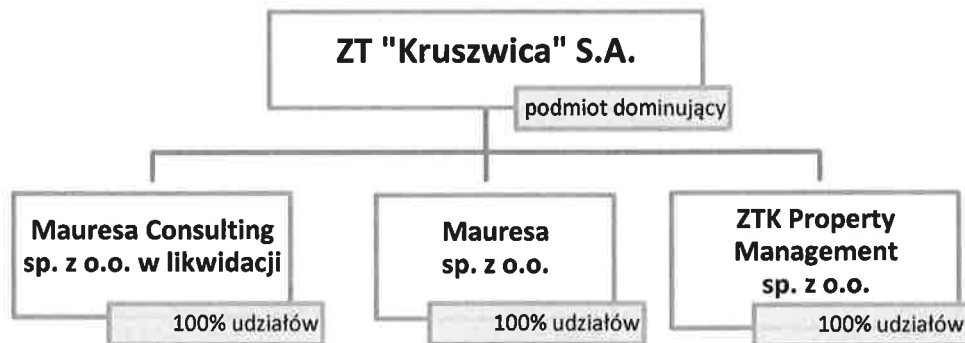 ZT "Kruszwica" S.A.
podmiot dominujący
Mauresa Consulting
sp. z o.o. w likwidacji
100% udziałów
Mauresa
sp. z o.o.
100% udziałów
ZTK Property
Management
sp. z o.o.
100% udziałów